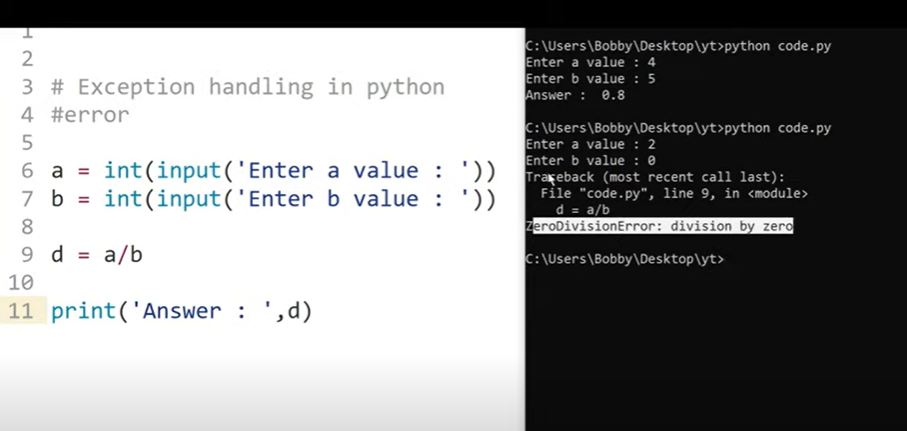 1
2
3 # Exception handling in python
4 #error
5
6 a = int(input('Enter a value : '))
7 b = int(input('Enter b value : '))
8
9 d = a/b
10
11 print('Answer : ',d)
C:\Users\Bobby\Desktop\yt>python code.py
Enter a value : 4
Enter b value : 5
Answer :  0.8
C:\Users\Bobby\Desktop\yt>python code.py
Enter a value : 2
Enter b value : 0
Traceback (most recent call last):
  File "code.py", line 9, in <module>
    d = a/b
ZeroDivisionError: division by zero
C:\Users\Bobby\Desktop\yt>